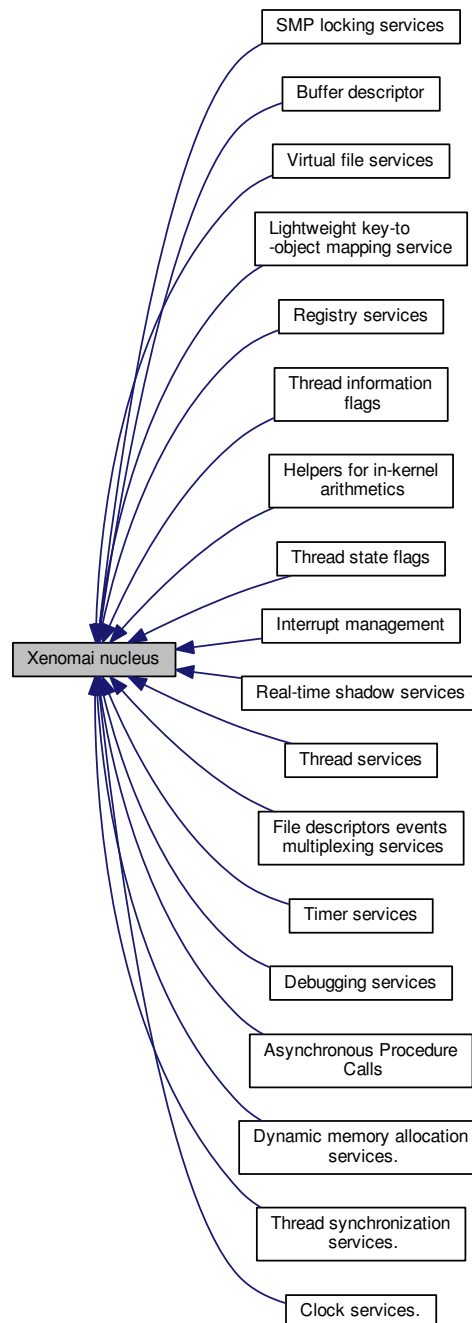 SMP locking services
Buffer descriptor
Virtual file services
Lightweight key-to
-object mapping service
Registry services
Thread information
flags
Helpers for in-kernel
arithmetics
Thread state flags
Interrupt management
Xenomai nucleus
Real-time shadow services
Thread services
File descriptors events
multiplexing services
Timer services
Debugging services
Asynchronous Procedure
Calls
Dynamic memory allocation
services.
Thread synchronization
services.
Clock services.